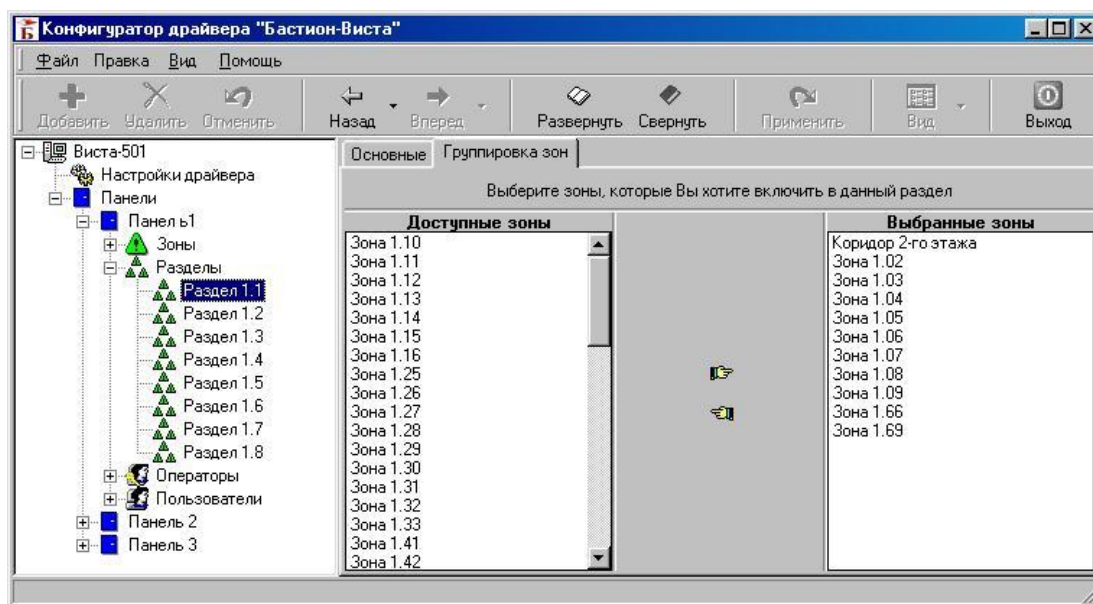 Конфигуратор драйвера "Бастион-Виста"
Файл Правка Вид Помощь
Добавить Удалить Отменить Назад Вперед Развернуть Свернуть Применить Вид Выход
Виста-501
Настройки драйвера
Панели
Панел ь1
Зоны
Разделы
Раздел 1.1
Раздел 1.2
Раздел 1.3
Раздел 1.4
Раздел 1.5
Раздел 1.6
Раздел 1.7
Раздел 1.8
Операторы
Пользователи
Панель 2
Панель 3
Основные Группировка зон
Выберите зоны, которые Вы хотите включить в данный раздел
Доступные зоны
Зона 1.10
Зона 1.11
Зона 1.12
Зона 1.13
Зона 1.14
Зона 1.15
Зона 1.16
Зона 1.25
Зона 1.26
Зона 1.27
Зона 1.28
Зона 1.29
Зона 1.30
Зона 1.31
Зона 1.32
Зона 1.33
Зона 1.41
Зона 1.42
Выбранные зоны
Коридор 2-го этажа
Зона 1.02
Зона 1.03
Зона 1.04
Зона 1.05
Зона 1.06
Зона 1.07
Зона 1.08
Зона 1.09
Зона 1.66
Зона 1.69